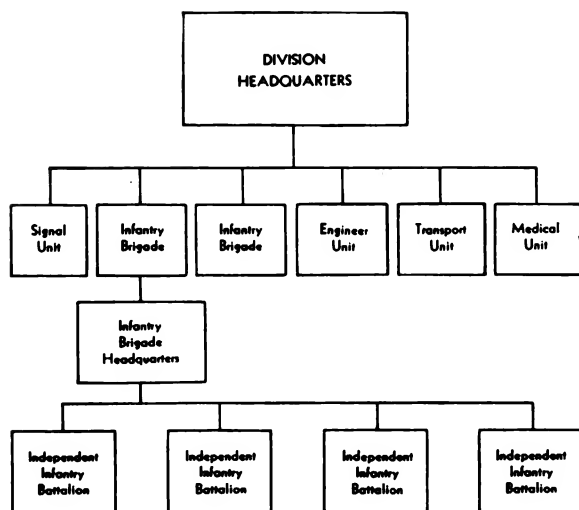 DIVISION
HEADQUARTERS
Signal
Unit
Infantry
Brigade
Infantry
Brigade
Engineer
Unit
Transport
Unit
Medical
Unit
Infantry
Brigade
Headquarters
Independent
Infantry
Battalion
Independent
Infantry
Battalion
Independent
Infantry
Battalion
Independent
Infantry
Battalion